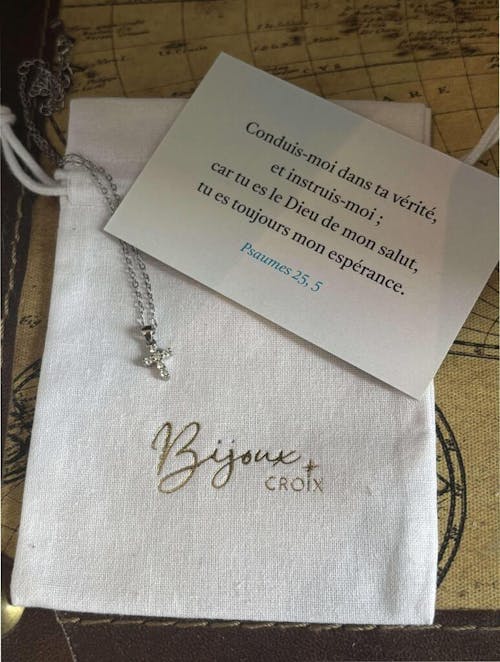 Conduis-moi dans ta vérité,
et instruis-moi ;
car tu es le Dieu de mon salut,
tu es toujours mon espérance.
Psaumes 25, 5
Bijoux
CROIX